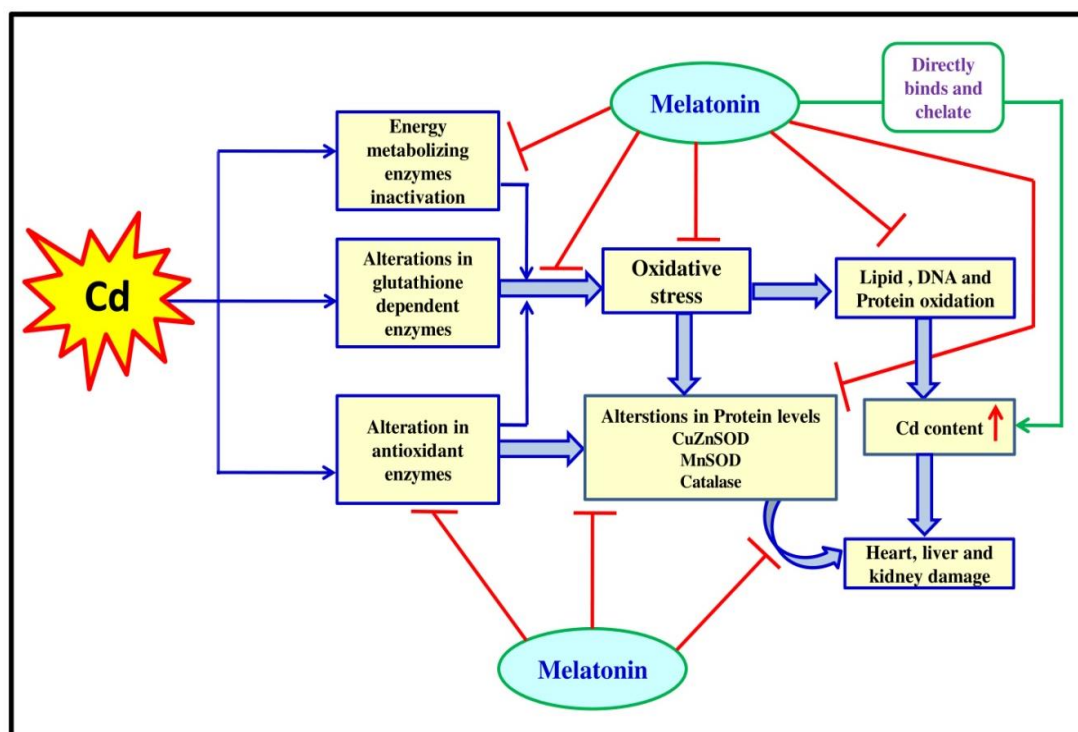 Directly
binds and
chelate
Melatonin
Energy
metabolizing
enzymes
inactivation
Cd
Alterations in
glutathione
dependent
enzymes
Oxidative
stress
Lipid , DNA and
Protein oxidation
Alteration in
antioxidant
enzymes
Alterstions in Protein levels
CuZnSOD
MnSOD
Catalase
Cd content
Heart, liver and
kidney damage
Melatonin